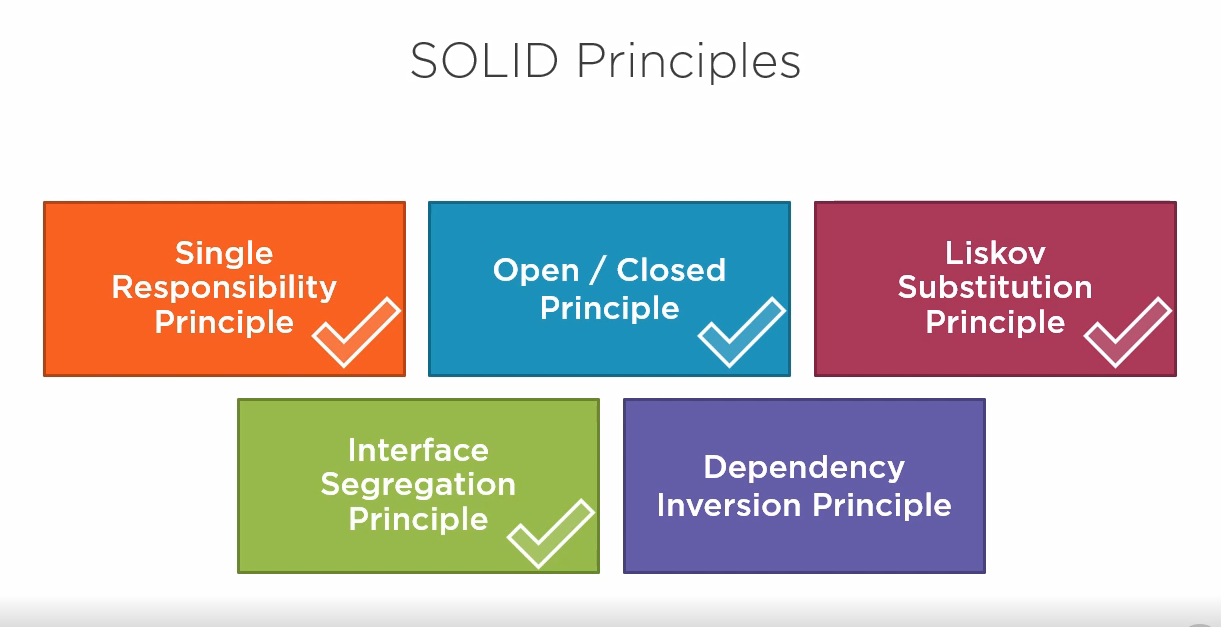 SOLID Principles
Single
Responsibility
Principle
Open / Closed
Principle
Liskov
Substitution
Principle
Interface
Segregation
Principle
Dependency
Inversion Principle